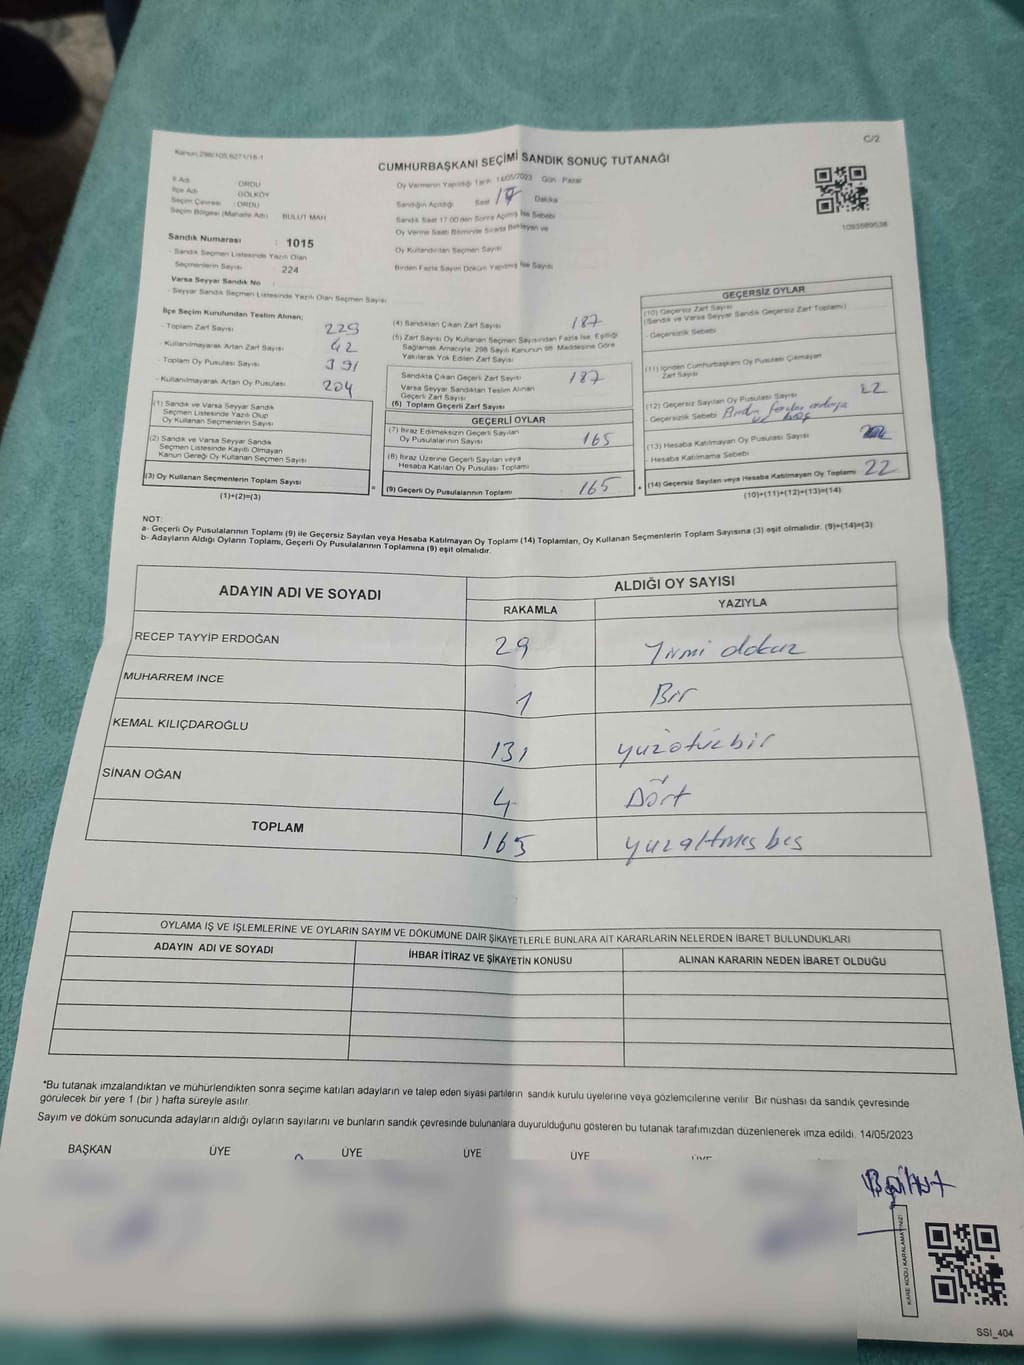 Kanun:298/105,6271/16.1
C/2
CUMHURBAŞKANI SEÇİMİ SANDIK SONUÇ TUTANAĞI
İl Adı : ORDU
İlçe Adı : GÖLKÖY
Seçim Çevresi : ORDU
Seçim Bölgesi (Mahalle Adı) BULUT MAH
Sandık Numarası : 1015
- Sandık Seçmen Listesinde Yazılı Olan
Seçmenlerin Sayısı 224
Varsa Seyyar Sandık No :
- Seyyar Sandık Seçmen Listesinde Yazılı Olan Seçmen Sayısı
Oy Vermenin Yapıldığı Tarih: 14/05/2023 Gün: Pazar
Sandığın Açıldığı Saat 17 Dakika
Sandık Saat 17:00'den Sonra Açılmış İse Sebebi
Oy Verme Saati Bitiminde Sırada Bekleyen ve
Oy Kullandırılan Seçmen Sayısı
Birden Fazla Sayım Döküm Yapılmış İse Sayısı
1093589538
İlçe Seçim Kurulundan Teslim Alınan;
- Toplam Zarf Sayısı 229
- Kullanılmayarak Artan Zarf Sayısı 42
- Toplam Oy Pusulası Sayısı 391
- Kullanılmayarak Artan Oy Pusulası 204
(1) Sandık ve Varsa Seyyar Sandık
Seçmen Listesinde Yazılı Olup
Oy Kullanan Seçmenlerin Sayısı
(2) Sandık ve Varsa Seyyar Sandık
Seçmen Listesinde Kayıtlı Olmayan
Kanun Gereği Oy Kullanan Seçmen Sayısı
(3) Oy Kullanan Seçmenlerin Toplam Sayısı
(1)+(2)=(3)
=
(4) Sandıktan Çıkan Zarf Sayısı 187
(5) Zarf Sayısı Oy Kullanan Seçmen Sayısından Fazla İse, Eşitliği
Sağlamak Amacıyla, 298 Sayılı Kanunun 98. Maddesine Göre
Yakılarak Yok Edilen Zarf Sayısı
Sandıkta Çıkan Geçerli Zarf Sayısı 187
Varsa Seyyar Sandıktan Teslim Alınan
Geçerli Zarf Sayısı
(6) Toplam Geçerli Zarf Sayısı
GEÇERLİ OYLAR
(7) İtiraz Edilmeksizin Geçerli Sayılan
Oy Pusulalarının Sayısı 165
(8) İtiraz Üzerine Geçerli Sayılan veya
Hesaba Katılan Oy Pusulası Toplamı
(9) Geçerli Oy Pusulalarının Toplamı 165
+
GEÇERSİZ OYLAR
(10) Geçersiz Zarf Sayısı
(Sandık ve Varsa Seyyar Sandık Geçersiz Zarf Toplamı)
- Geçersizlik Sebebi
(11) İçinden Cumhurbaşkanı Oy Pusulası Çıkmayan
Zarf Sayısı
(12) Geçersiz Sayılan Oy Pusulası Sayısı 22
- Geçersizlik Sebebi
(13) Hesaba Katılmayan Oy Pusulası Sayısı
- Hesaba Katılmama Sebebi
(14) Geçersiz Sayılan veya Hesaba Katılmayan Oy Toplamı 22
(10)+(11)+(12)+(13)=(14)
NOT:
a- Geçerli Oy Pusulalarının Toplamı (9) ile Geçersiz Sayılan veya Hesaba Katılmayan Oy Toplamı (14) Toplamları, Oy Kullanan Seçmenlerin Toplam Sayısına (3) eşit olmalıdır. (9)+(14)=(3)
b- Adayların Aldığı Oyların Toplamı, Geçerli Oy Pusulalarının Toplamına (9) eşit olmalıdır.
ADAYIN ADI VE SOYADI ALDIĞI OY SAYISI
RAKAMLA YAZIYLA
RECEP TAYYİP ERDOĞAN 29 Yirmi dokuz
MUHARREM İNCE 1 Bir
KEMAL KILIÇDAROĞLU 131 yüzotuzbir
SİNAN OĞAN 4 Dört
TOPLAM 165 yüzaltmış beş
OYLAMA İŞ VE İŞLEMLERİNE VE OYLARIN SAYIM VE DÖKÜMÜNE DAİR ŞİKAYETLERLE BUNLARA AİT KARARLARIN NELERDEN İBARET BULUNDUKLARI
ADAYIN ADI VE SOYADI İHBAR İTİRAZ VE ŞİKAYETİN KONUSU ALINAN KARARIN NEDEN İBARET OLDUĞU
*Bu tutanak imzalandıktan ve mühürlendikten sonra seçime katılan adayların ve talep eden siyasi partilerin sandık kurulu üyelerine veya gözlemcilerine verilir. Bir nüshası da sandık çevresinde
görülecek bir yere 1 (bir) hafta süreyle asılır.
Sayım ve döküm sonucunda adayların aldığı oyların sayılarını ve bunların sandık çevresinde bulunanlara duyurulduğunu gösteren bu tutanak tarafımızdan düzenlenerek imza edildi. 14/05/2023
BAŞKAN ÜYE ÜYE ÜYE ÜYE ÜYE
KARE KODU KARALAMAYINIZ!
SSI_404